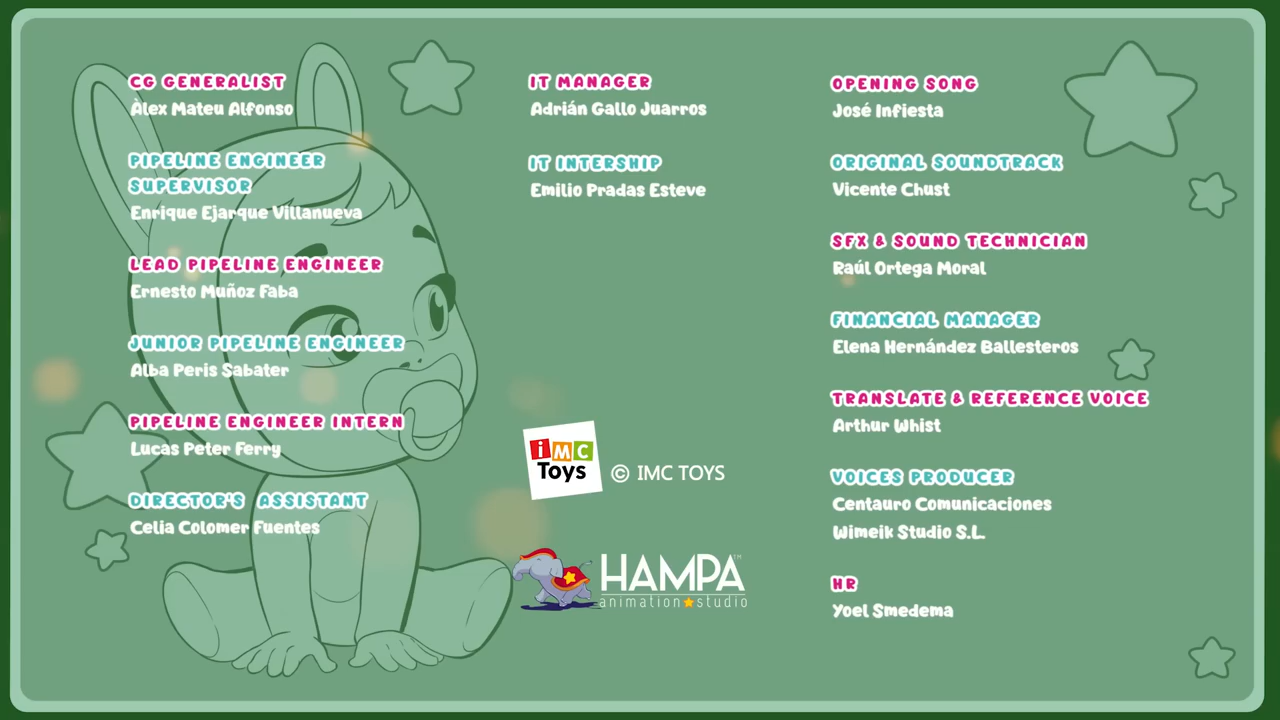 CG GENERALIST
Àlex Mateu Alfonso
PIPELINE ENGINEER
SUPERVISOR
Enrique Ejarque Villanueva
LEAD PIPELINE ENGINEER
Ernesto Muñoz Faba
JUNIOR PIPELINE ENGINEER
Alba Peris Sabater
PIPELINE ENGINEER INTERN
Lucas Peter Ferry
DIRECTOR'S ASSISTANT
Celia Colomer Fuentes
IT MANAGER
Adrián Gallo Juarros
IT INTERSHIP
Emilio Pradas Esteve
imc
Toys
© IMC TOYS
HAMPA™
animation studio
OPENING SONG
José Infiesta
ORIGINAL SOUNDTRACK
Vicente Chust
SFX & SOUND TECHNICIAN
Raúl Ortega Moral
FINANCIAL MANAGER
Elena Hernández Ballesteros
TRANSLATE & REFERENCE VOICE
Arthur Whist
VOICES PRODUCER
Centauro Comunicaciones
Wimeik Studio S.L.
HR
Yoel Smedema